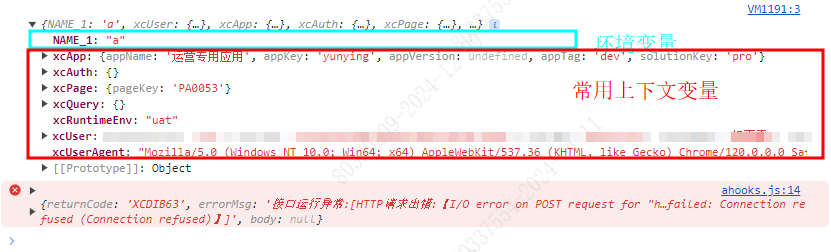 VM1191:3
{NAME_1: 'a', xcUser: {…}, xcApp: {…}, xcAuth: {…}, xcPage: {…}, …} i
NAME_1: "a" 环境变量
xcApp: {appName: '运营专用应用', appKey: 'yunying', appVersion: undefined, appTag: 'dev', solutionKey: 'pro'}
xcAuth: {}
xcPage: {pageKey: 'PA0053'} 常用上下文变量
xcQuery: {}
xcRuntimeEnv: "uat"
xcUser:
xcUserAgent: "Mozilla/5.0 (Windows NT 10.0; Win64; x64) AppleWebKit/537.36 (KHTML, like Gecko) Chrome/120.0.0.0 Sa
[[Prototype]]: Object
ahooks.js:14
{returnCode: 'XCDIB63', errorMsg: '接口运行异常:[HTTP请求出错:【I/O error on POST request for "h…failed: Connection re
fused (Connection refused)】]', body: null}